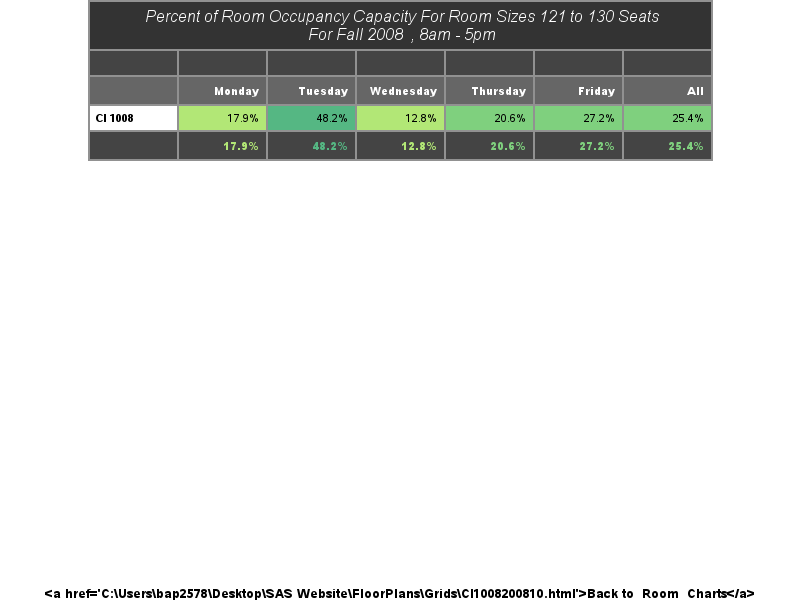 Percent of Room Occupancy Capacity For Room Sizes 121 to 130 Seats
For Fall 2008 , 8am - 5pm
Monday Tuesday Wednesday Thursday Friday All
CI 1008 17.9% 48.2% 12.8% 20.6% 27.2% 25.4%
17.9% 48.2% 12.8% 20.6% 27.2% 25.4%
<a href='C:\Users\bap2578\Desktop\SAS Website\FloorPlans\Grids\CI1008200810.html'>Back to Room Charts</a>